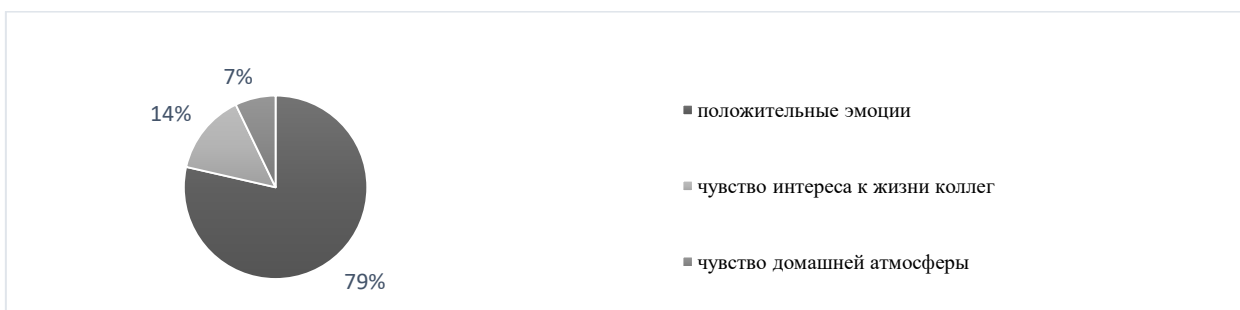 7%
14%
79%
положительные эмоции
чувство интереса к жизни коллег
чувство домашней атмосферы